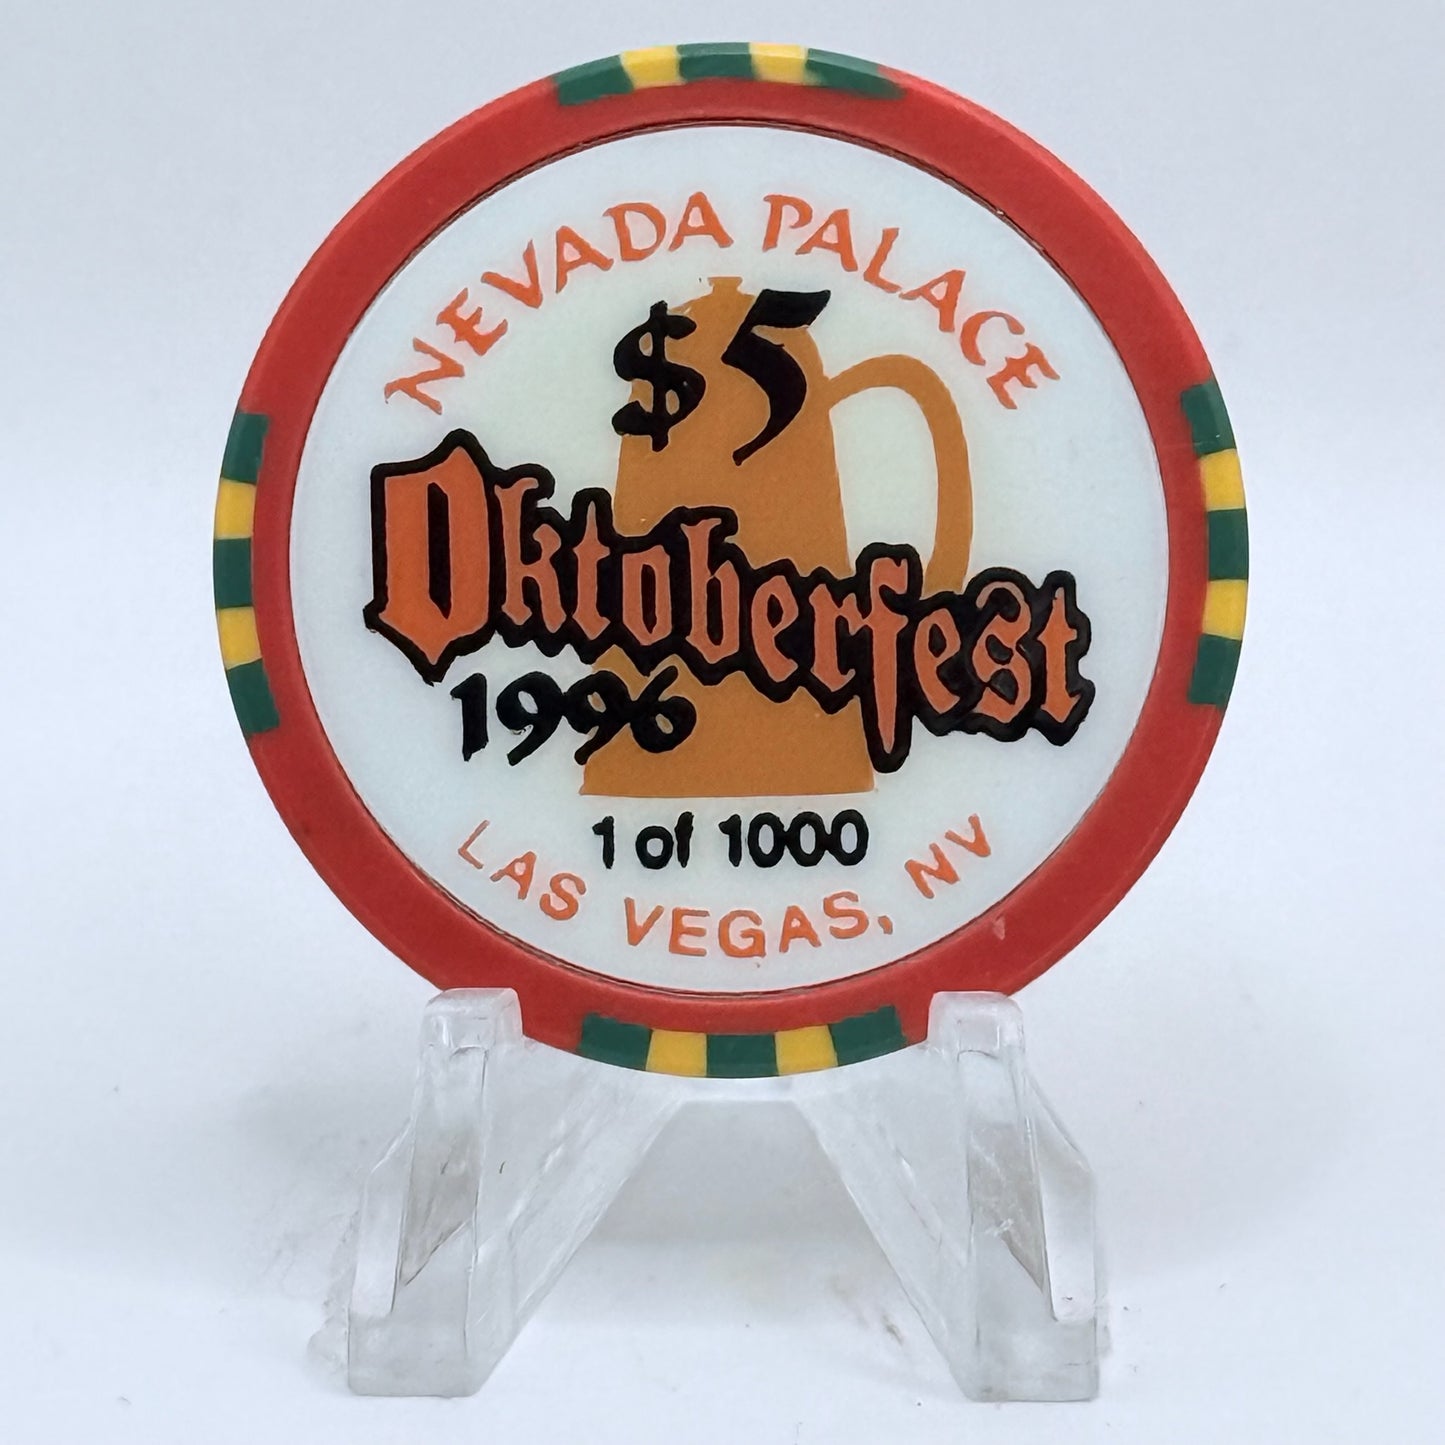 NEVADA PALACE
$5
Oktoberfest
1996
1 of 1000
LAS VEGAS, NV